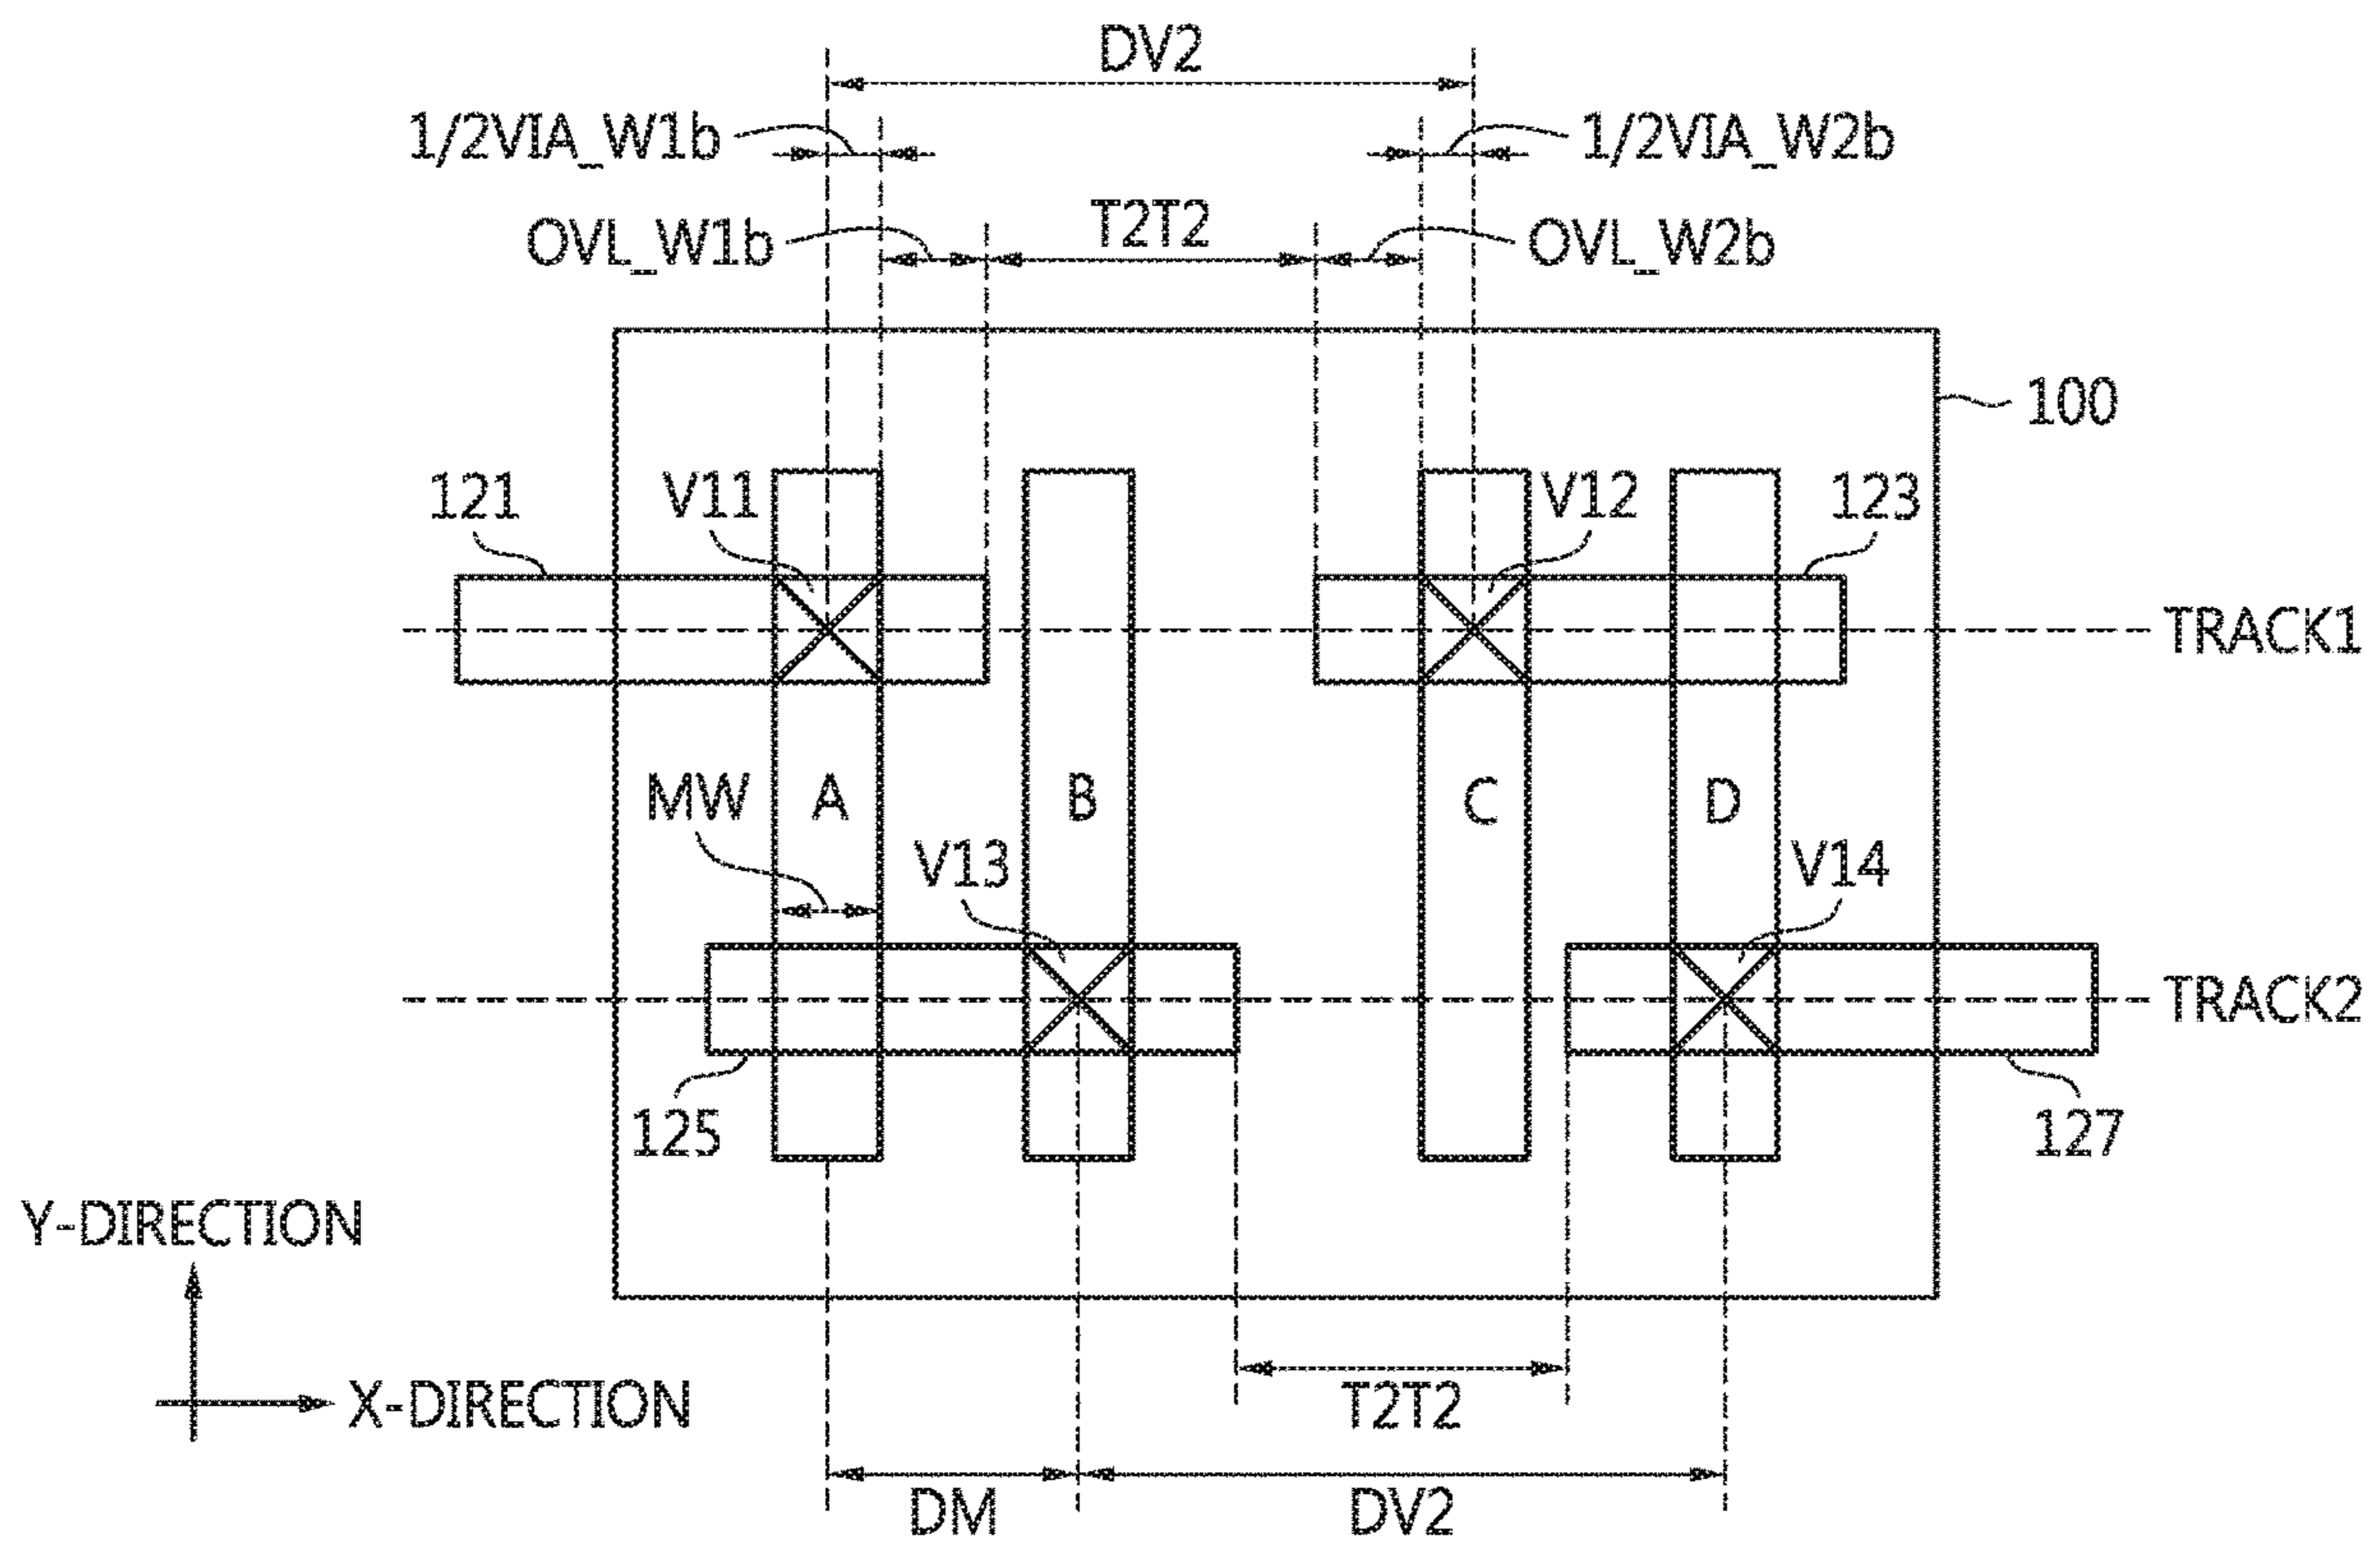 DV2
1/2VIA_W1b
1/2VIA_W2b
T2T2
OVL_W1b
OVL_W2b
100
121
V11
V12
123
TRACK1
MW
A
B
C
D
V13
V14
TRACK2
125
127
Y-DIRECTION
X-DIRECTION
T2T2
DM
DV2